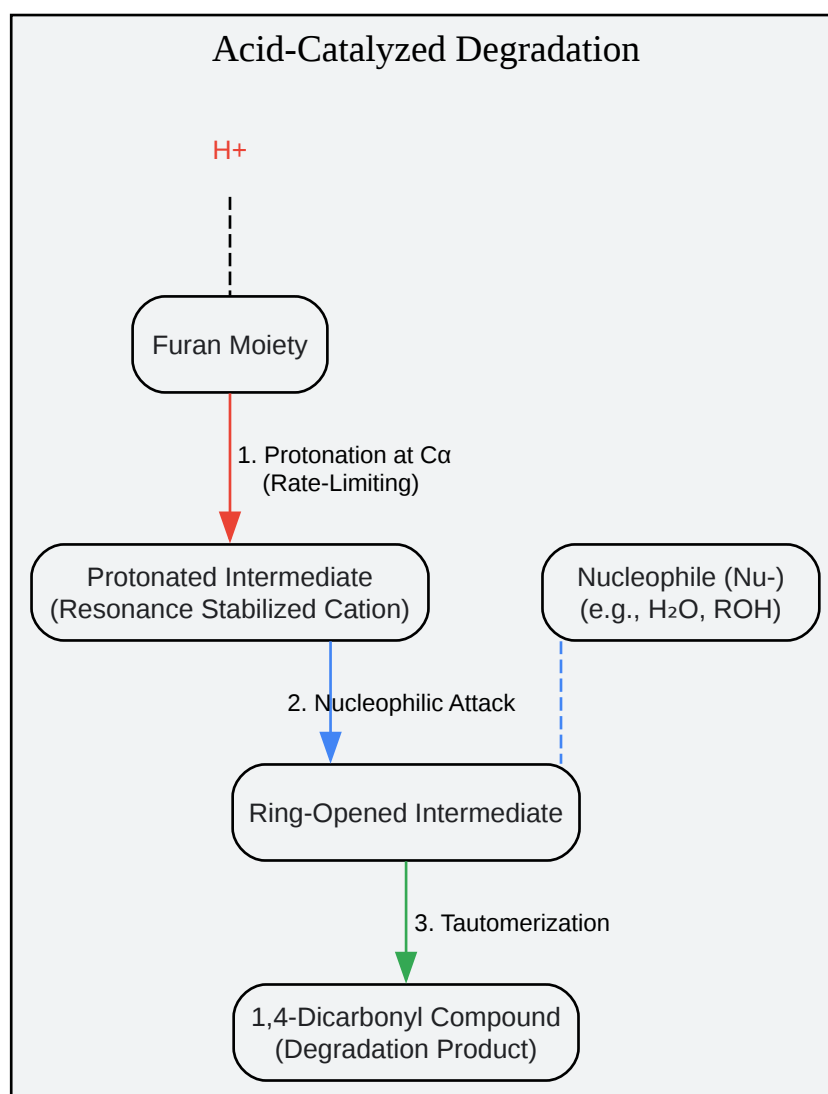 Acid-Catalyzed Degradation
H+
Furan Moiety
1. Protonation at Cα
(Rate-Limiting)
Protonated Intermediate
(Resonance Stabilized Cation)
Nucleophile (Nu-)
(e.g., H₂O, ROH)
2. Nucleophilic Attack
Ring-Opened Intermediate
3. Tautomerization
1,4-Dicarbonyl Compound
(Degradation Product)